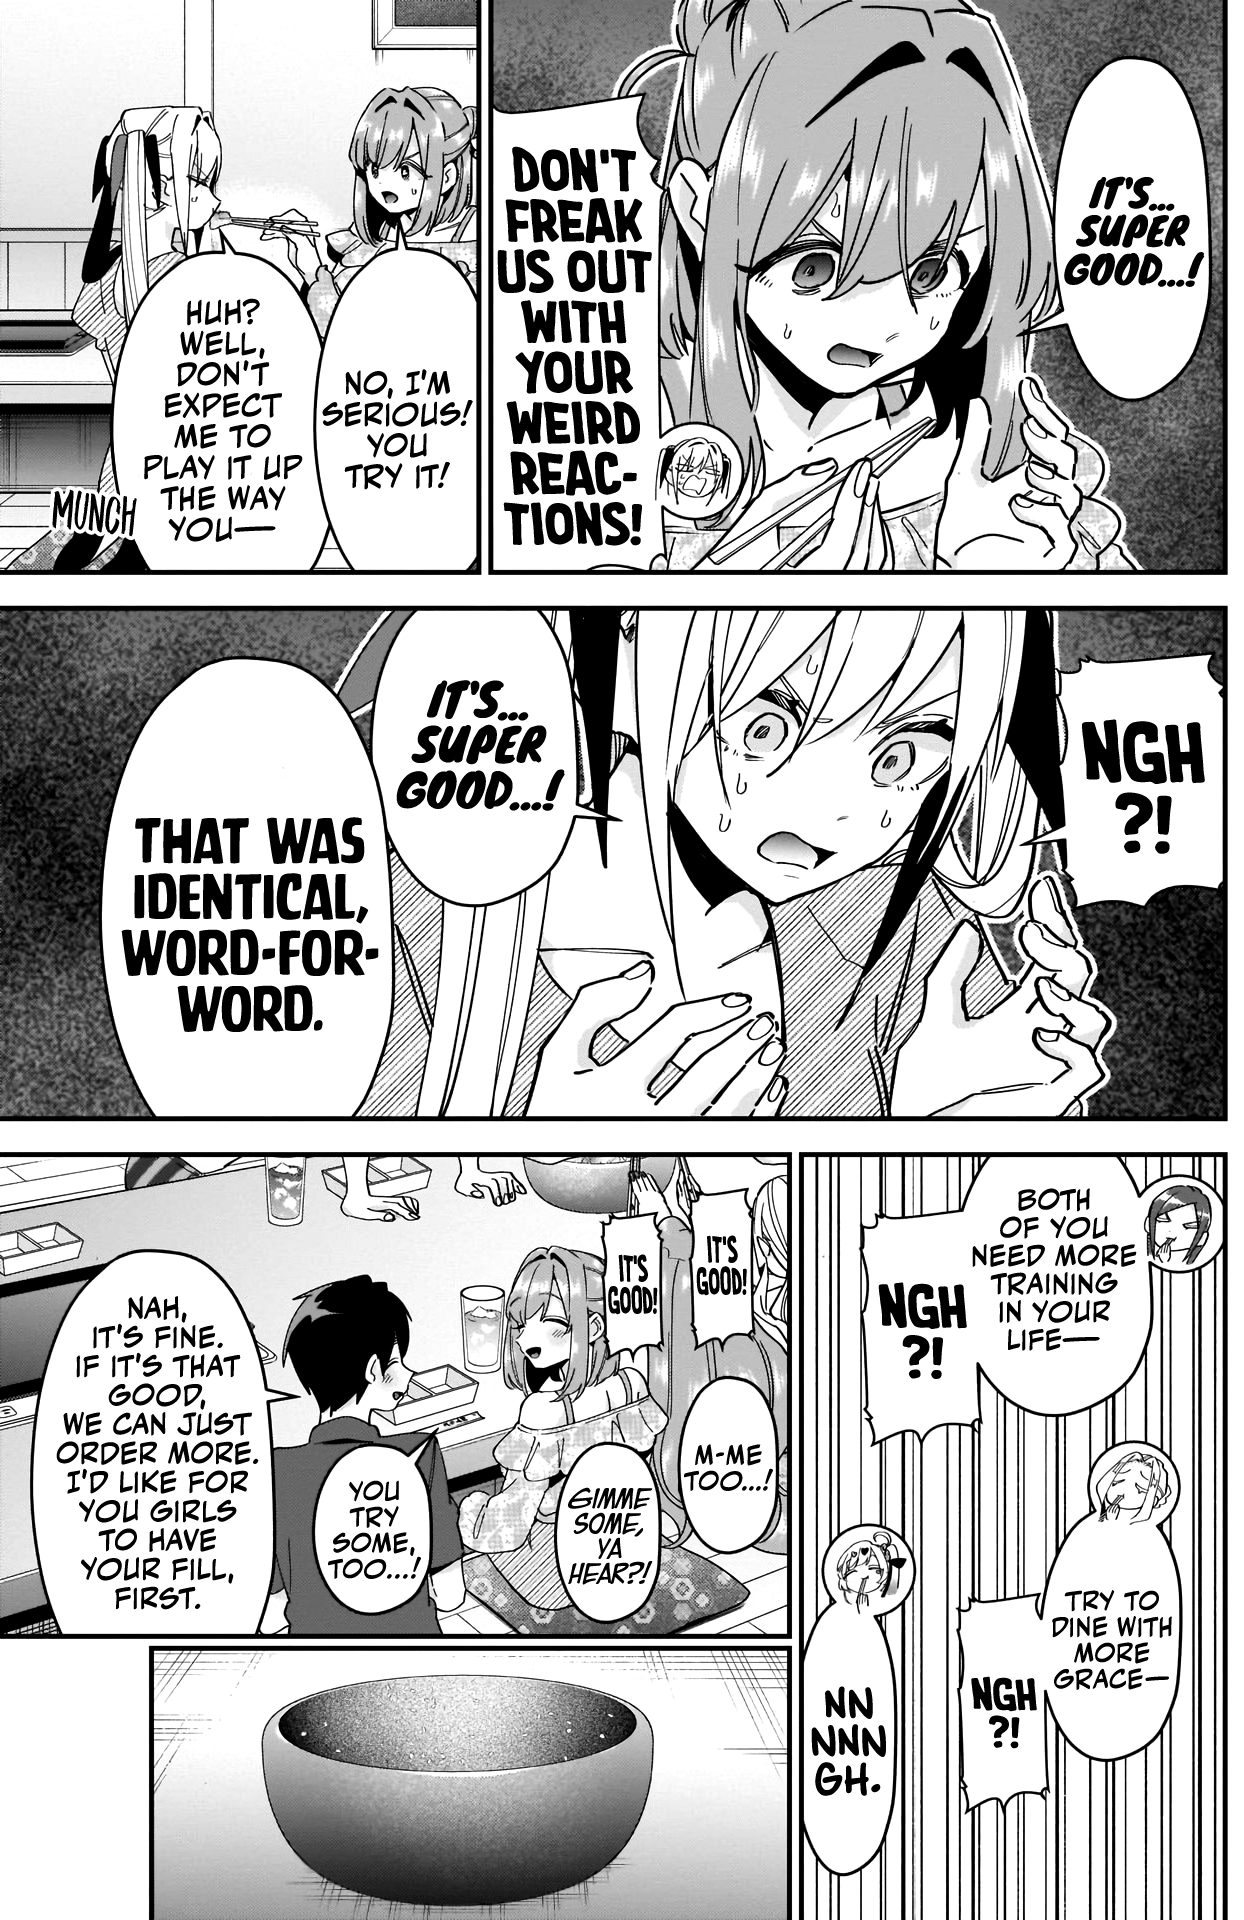 IT'S...
SUPER
GOOD...!
DON'T
FREAK
US OUT
WITH
YOUR
WEIRD
REAC-
TIONS!
NO, I'M
SERIOUS!
YOU
TRY IT!
HUH?
WELL,
DON'T
EXPECT
ME TO
PLAY IT UP
THE WAY
YOU—
MUNCH
NGH
?!
IT'S...
SUPER
GOOD...!
THAT WAS
IDENTICAL,
WORD-FOR-
WORD.
BOTH
OF YOU
NEED MORE
TRAINING
IN YOUR
LIFE—
NGH
?!
TRY TO
DINE WITH
MORE
GRACE—
NGH
?!
NN
NNN
GH.
IT'S
GOOD!
IT'S
GOOD!
M-ME
TOO...!
GIMME
SOME,
YA
HEAR?!
YOU
TRY
SOME,
TOO...!
NAH,
IT'S FINE.
IF IT'S THAT
GOOD,
WE CAN JUST
ORDER MORE.
I'D LIKE FOR
YOU GIRLS
TO HAVE
YOUR FILL,
FIRST.